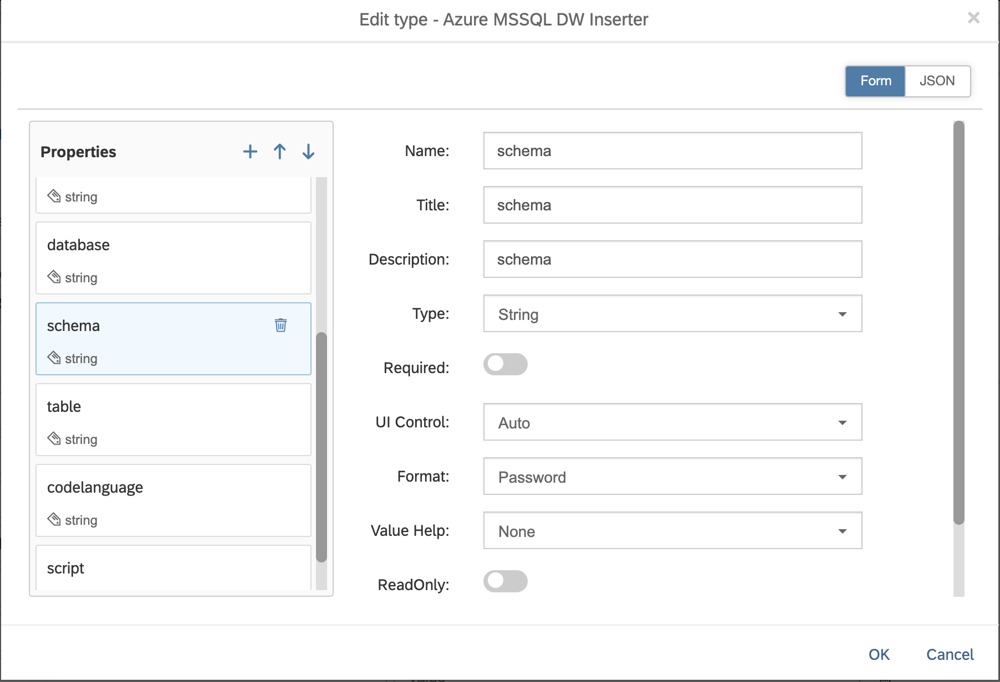 Edit type - Azure MSSQL DW Inserter
Form JSON
Properties
string
database
string
schema
string
table
string
codelanguage
string
script
Name: schema
Title: schema
Description: schema
Type: String
Required:
UI Control: Auto
Format: Password
Value Help: None
ReadOnly:
OK Cancel